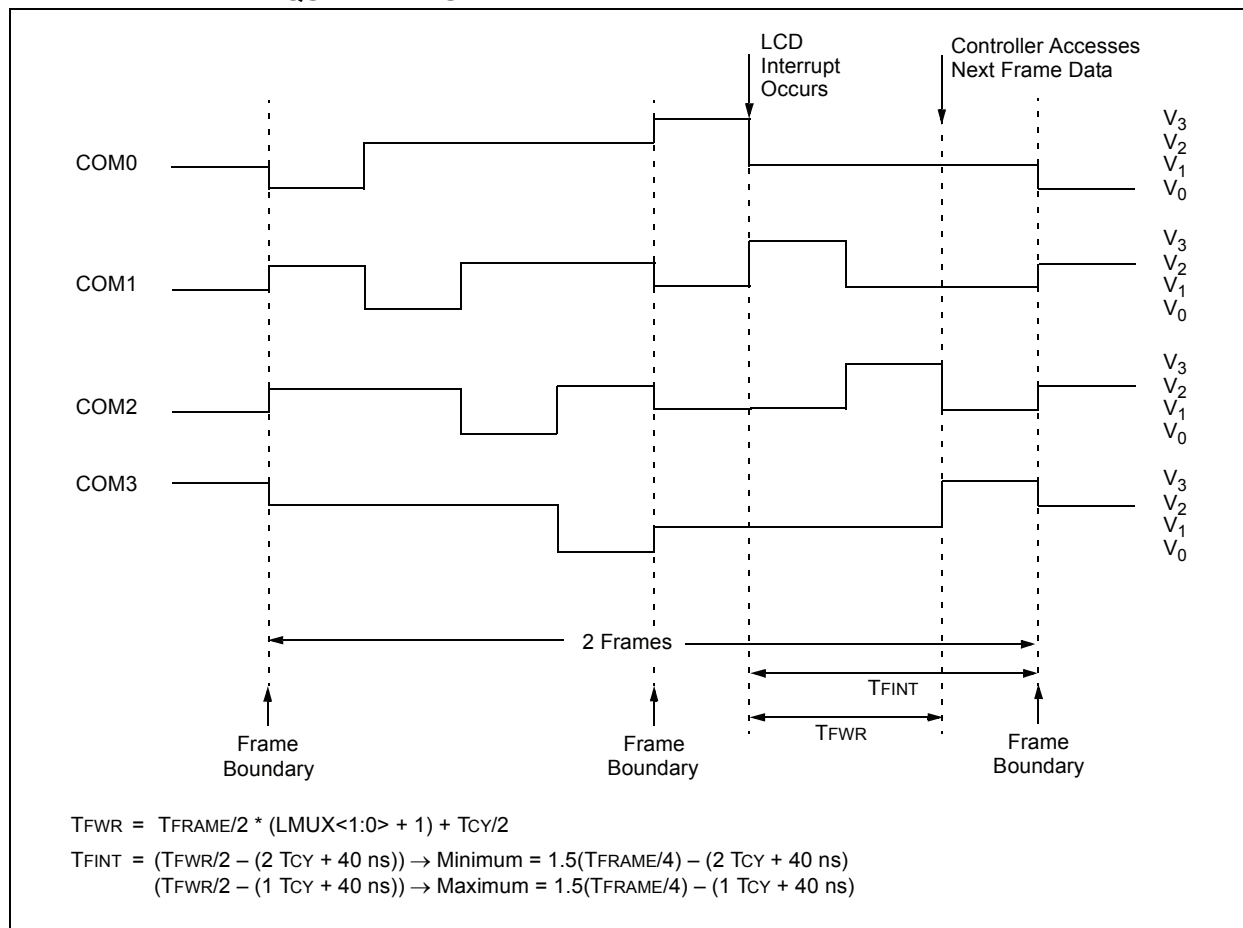 LCD
Interrupt
Occurs
Controller Accesses
Next Frame Data
COM0
V3
V2
V1
V0
COM1
V3
V2
V1
V0
COM2
V3
V2
V1
V0
COM3
V3
V2
V1
V0
2 Frames
TFINT
TFWR
Frame
Boundary
Frame
Boundary
Frame
Boundary
TFWR = TFRAME/2 * (LMUX<1:0> + 1) + TCY/2
TFINT = (TFWR/2 – (2 TCY + 40 ns)) → Minimum = 1.5(TFRAME/4) – (2 TCY + 40 ns)
(TFWR/2 – (1 TCY + 40 ns)) → Maximum = 1.5(TFRAME/4) – (1 TCY + 40 ns)